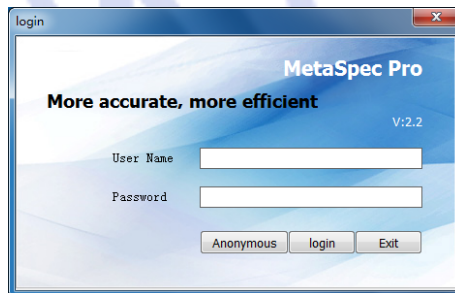 login
MetaSpec Pro
More accurate, more efficient
V:2.2
User Name
Password
Anonymous login Exit